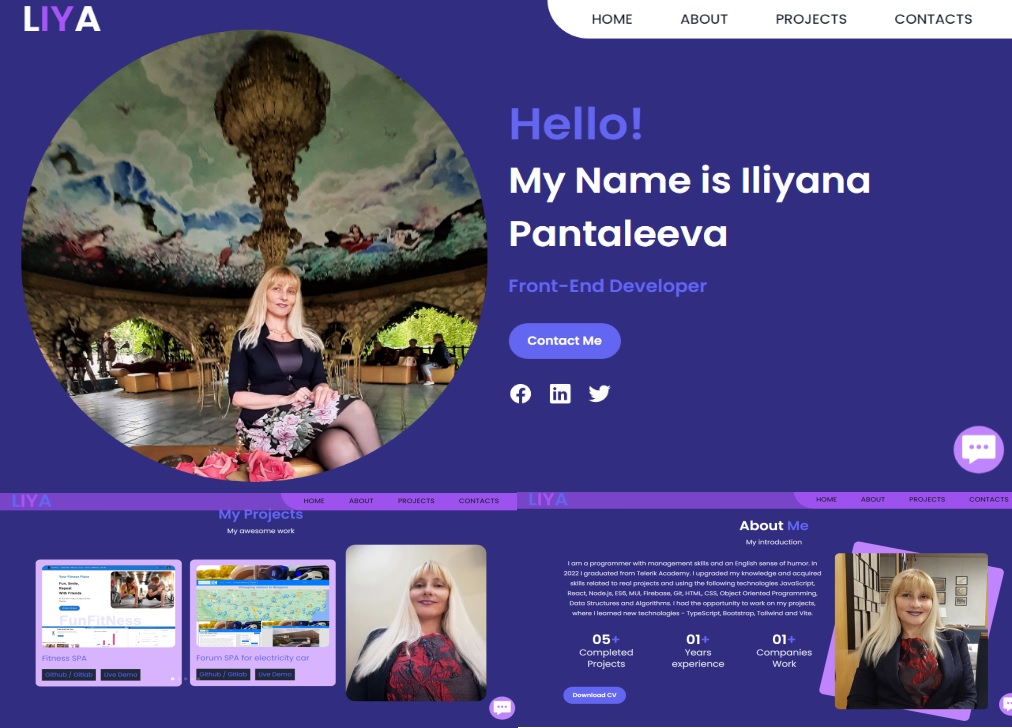 LIYA
HOME ABOUT PROJECTS CONTACTS
Hello!
My Name is Iliyana
Pantaleeva
Front-End Developer
Contact Me
LIYA
HOME ABOUT PROJECTS CONTACTS
My Projects
My awesome work
Your Fitness Place
Fun, Smile,
Repeat
With Friends
FunFitness
Fitness SPA
Github / Gitlab Live Demo
Forum SPA for electricity car
Github / Gitlab Live Demo
LIYA
HOME ABOUT PROJECTS CONTACTS
About Me
My introduction
I am a programmer with management skills and an English sense of humor. In
2022 I graduated from Telerik Academy. I upgraded my knowledge and acquired
skills related to real projects and using the following technologies JavaScript,
React, Node.js, ES6, MUI, Firebase, Git, HTML, CSS, Object Oriented Programming,
Data Structures and Algorithms. I had the opportunity to work on my projects,
where I learned new technologies - TypeScript, Bootstrap, Tailwind and Vite.
05+ 01+ 01+
Completed Years Companies
Projects experience Work
Download CV